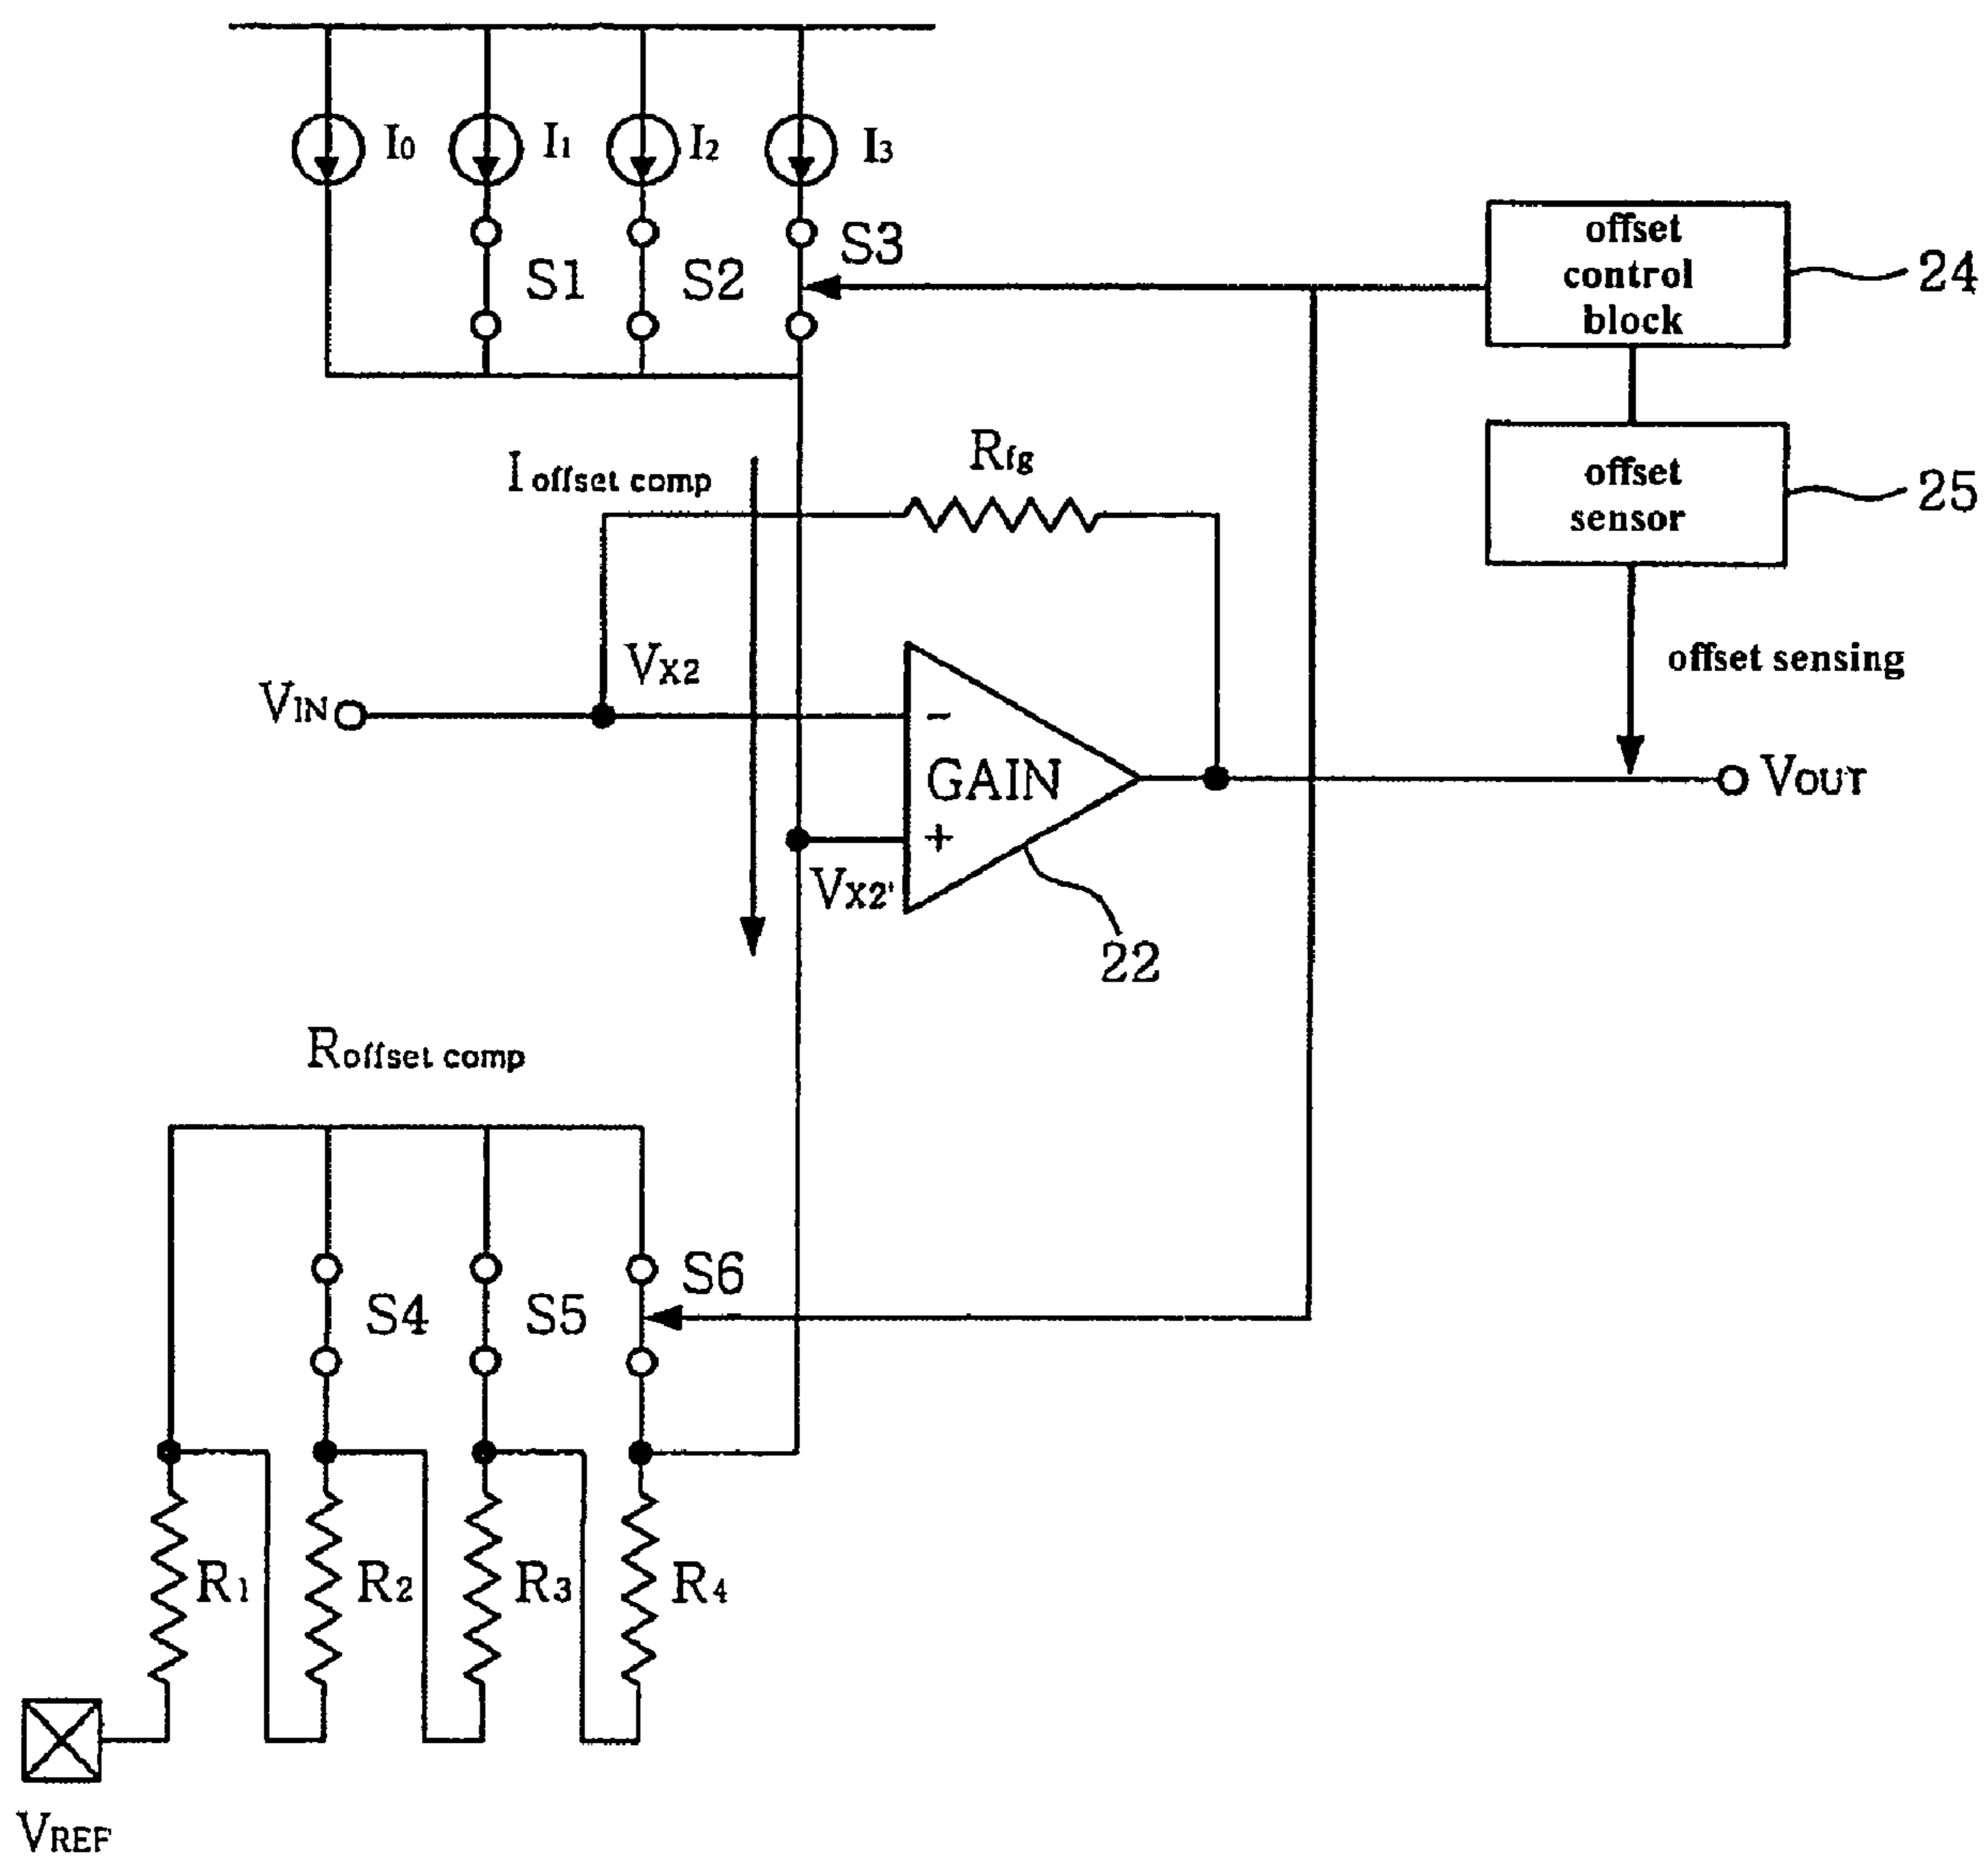 I0 I1 I2 I3
S1 S2 S3
offset
control
block
24
offset
sensor
25
I offset comp
Rfg
offset sensing
VIN
VX2
-
GAIN
+
VX2'
22
VOUT
Roffset comp
S4 S5 S6
R1 R2 R3 R4
VREF